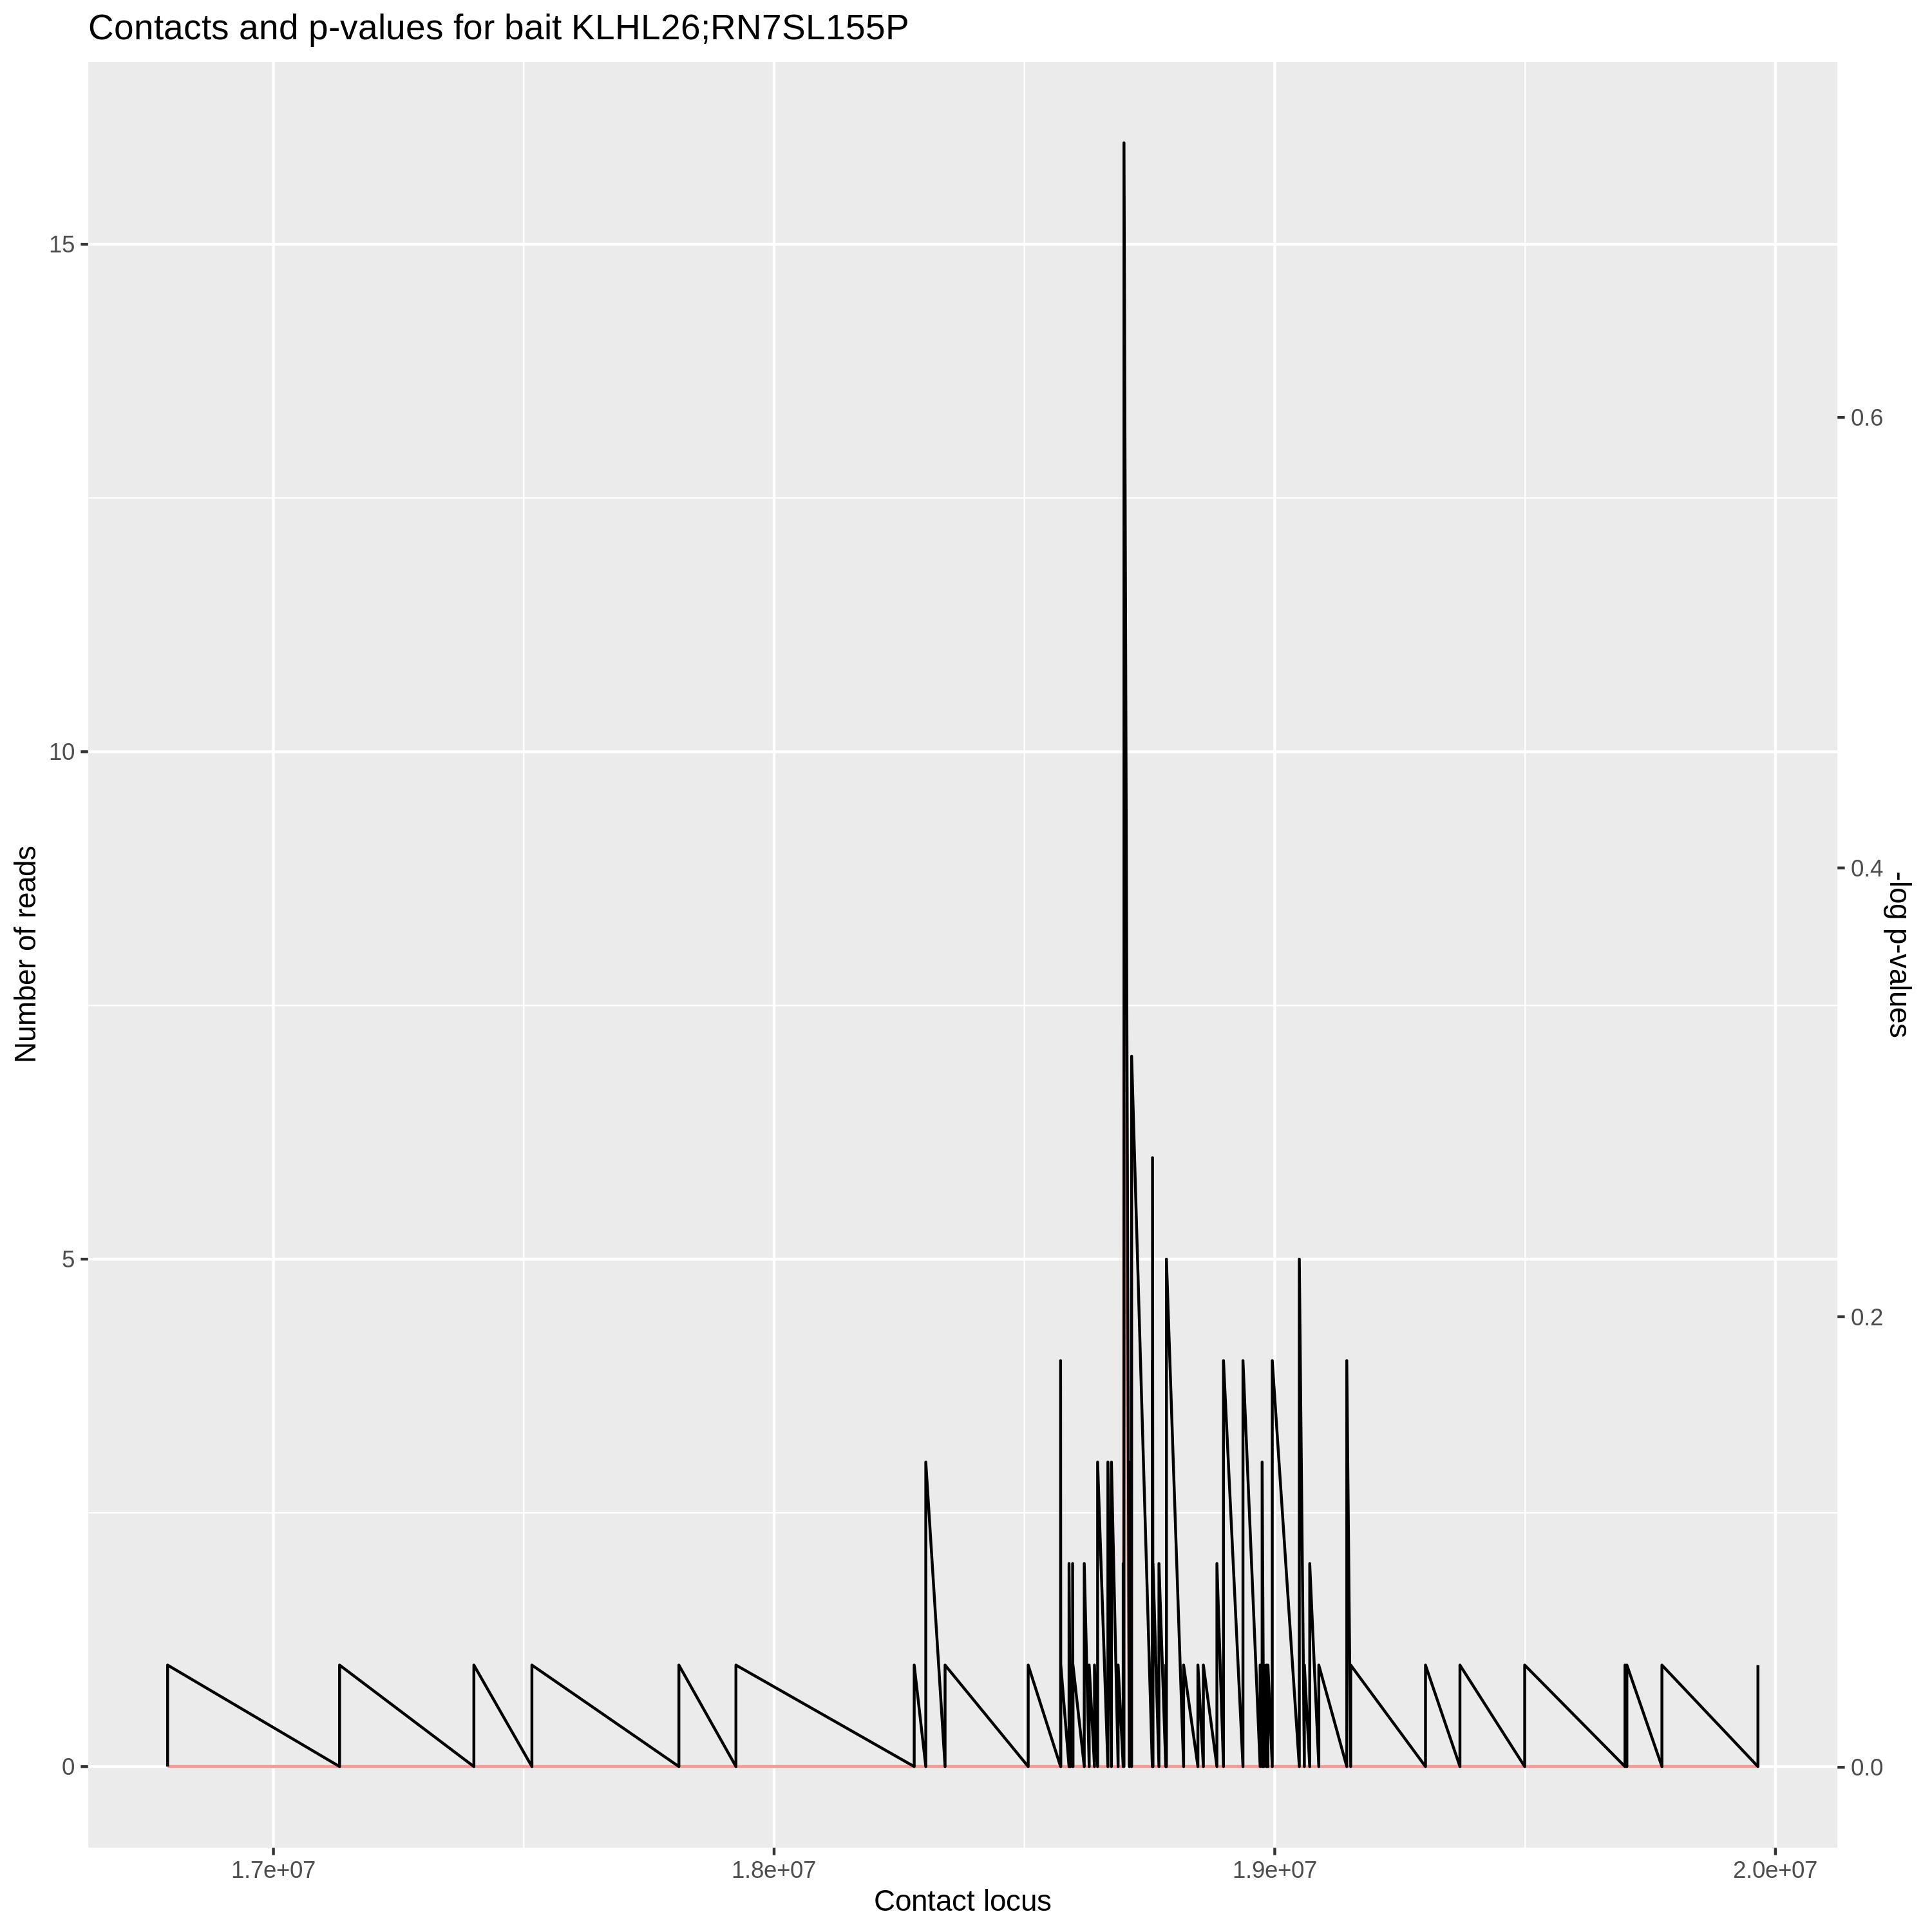 Contacts and p-values for bait KLHL26;RN7SL155P
15
10
5
0
Number of reads
0.6
0.4
0.2
0.0
-log p-values
1.7e+07
1.8e+07
1.9e+07
2.0e+07
Contact locus